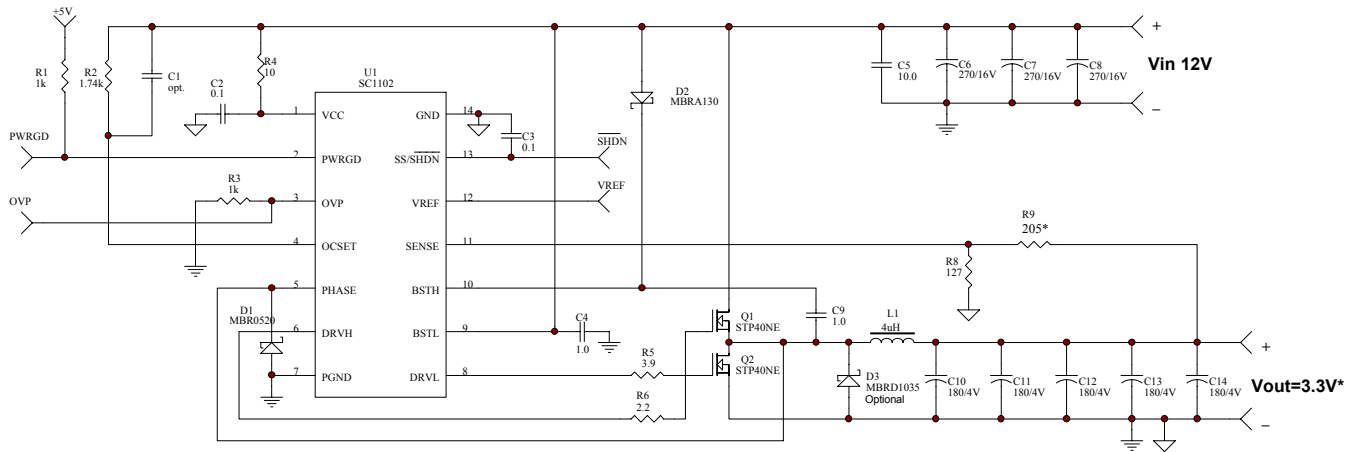 +5V
R1
1k
R2
1.74k
C1
opt.
R4
10
C2
0.1
U1
SC1102
1
VCC
GND
14
2
PWRGD
SS/SHDN
13
3
OVP
VREF
12
4
OCSET
SENSE
11
5
PHASE
BSTH
10
6
DRVH
BSTL
9
7
PGND
DRVL
8
PWRGD
OVP
R3
1k
D1
MBR0520
C3
0.1
SHDN
VREF
D2
MBRA130
C4
1.0
R5
3.9
R6
2.2
Q1
STP40NE
Q2
STP40NE
C5
10.0
C6
270/16V
C7
270/16V
C8
270/16V
+
Vin 12V
_
R9
205*
R8
127
C9
1.0
L1
4uH
D3
MBRD1035
Optional
C10
180/4V
C11
180/4V
C12
180/4V
C13
180/4V
C14
180/4V
+
Vout=3.3V*
_